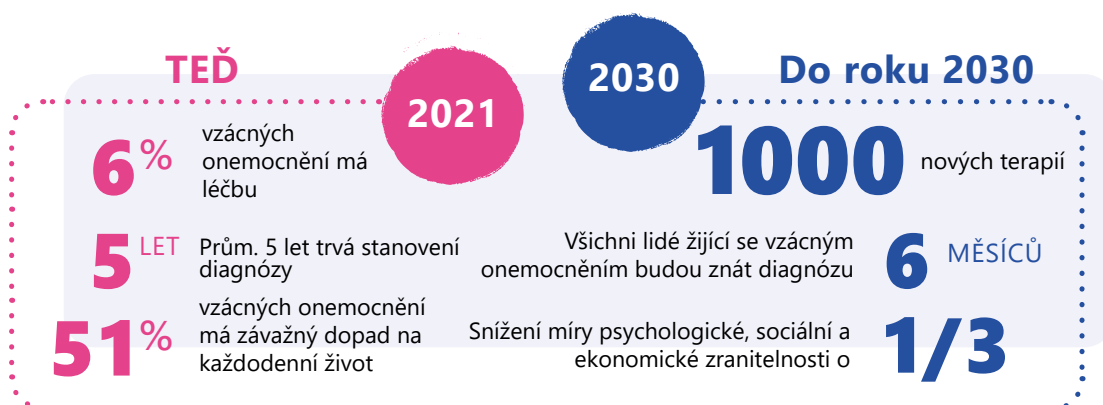 TEĎ
2021
6%
vzácných
onemocnění má
léčbu
5 LET
Prům. 5 let trvá stanovení
diagnózy
51%
vzácných onemocnění
má závažný dopad na
každodenní život
2030
Do roku 2030
1000 nových terapií
Všichni lidé žijící se vzácným
onemocněním budou znát diagnózu
6 MĚSÍCŮ
Snížení míry psychologické, sociální a
ekonomické zranitelnosti o
1/3